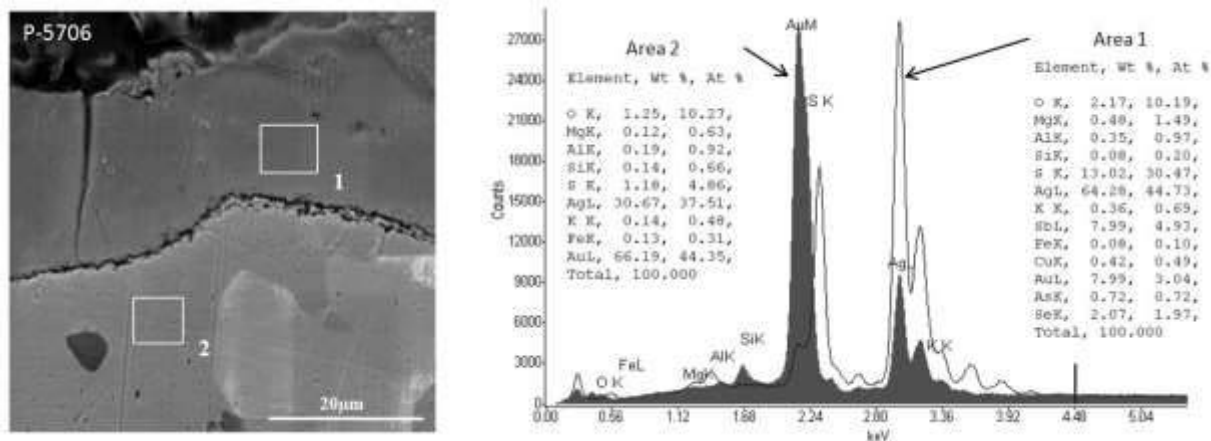 P-5706
1
2
20µm
Counts
27000
24000
21000
18000
15000
12000
9000
6000
3000
0
0.00 0.56 1.12 1.68 2.24 2.80 3.36 3.92 4.48 5.04
keV
Area 2
Element, Wt %, At %
O K, 1.25, 10.27,
MgK, 0.12, 0.63,
AlK, 0.19, 0.92,
SiK, 0.14, 0.66,
S K, 1.18, 4.86,
AgL, 30.67, 37.51,
K K, 0.14, 0.48,
FeK, 0.13, 0.31,
AuL, 66.19, 44.35,
Total, 100.000
AuM
S K
Ag
K K
SiK
AlK
MgK
FeL
O K
Area 1
Element, Wt %, At %
O K, 2.17, 10.19,
MgK, 0.48, 1.49,
AlK, 0.35, 0.97,
SiK, 0.08, 0.20,
S K, 13.02, 30.47,
AgL, 64.28, 44.73,
K K, 0.36, 0.69,
SbL, 7.99, 4.93,
FeK, 0.08, 0.10,
CuK, 0.42, 0.49,
AuL, 7.99, 3.04,
AsK, 0.72, 0.72,
SeK, 2.07, 1.97,
Total, 100.000